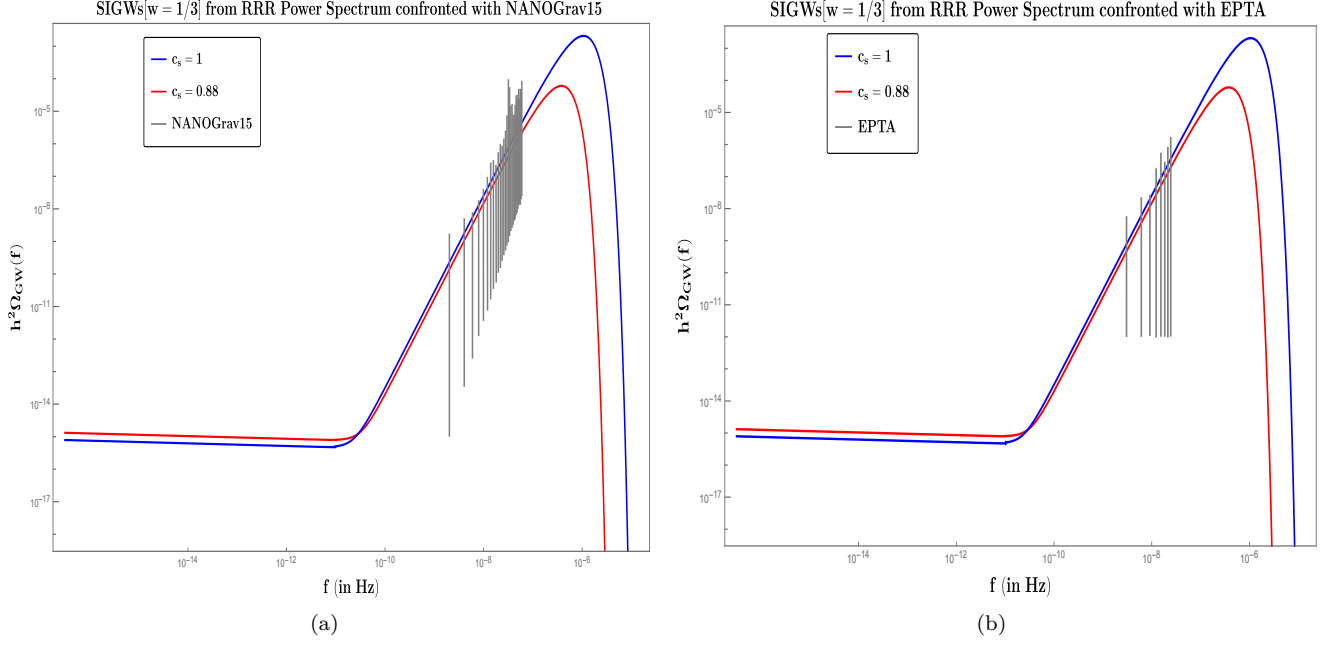 SIGWs[w = 1/3] from RRR Power Spectrum confronted with NANOGrav15
c_s = 1
c_s = 0.88
NANOGrav15
10^-5
10^-8
10^-11
10^-14
10^-17
h^2Ω_GW(f)
10^-14 10^-12 10^-10 10^-8 10^-6
f (in Hz)
(a)
SIGWs[w = 1/3] from RRR Power Spectrum confronted with EPTA
c_s = 1
c_s = 0.88
EPTA
10^-5
10^-8
10^-11
10^-14
10^-17
h^2Ω_GW(f)
10^-14 10^-12 10^-10 10^-8 10^-6
f (in Hz)
(b)